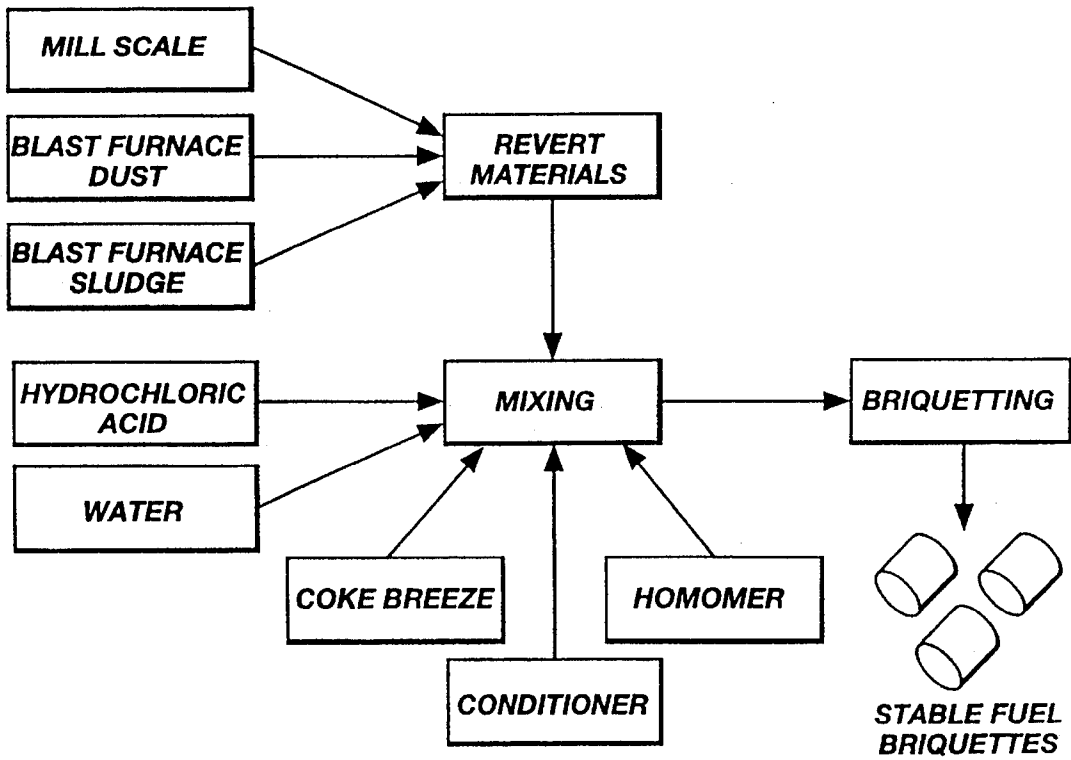 MILL SCALE
BLAST FURNACE
DUST
BLAST FURNACE
SLUDGE
REVERT
MATERIALS
HYDROCHLORIC
ACID
WATER
MIXING
BRIQUETTING
COKE BREEZE
HOMOMER
CONDITIONER
STABLE FUEL
BRIQUETTES